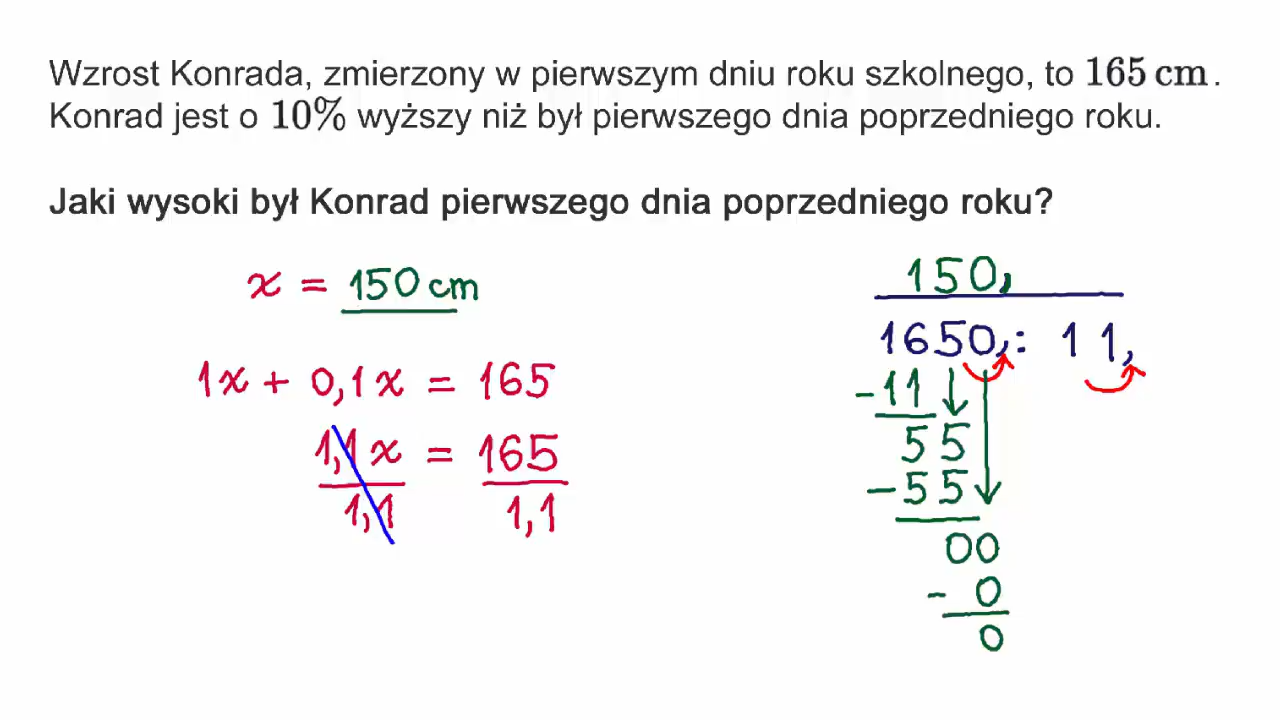 Wzrost Konrada, zmierzony w pierwszym dniu roku szkolnego, to 165 cm.
Konrad jest o 10% wyższy niż był pierwszego dnia poprzedniego roku.
Jaki wysoki był Konrad pierwszego dnia poprzedniego roku?
x = 150 cm
1x + 0,1x = 165
1,1x = 165
1,1 1,1
150,
1650,: 11,
-11
55
-55
00
- 0
0